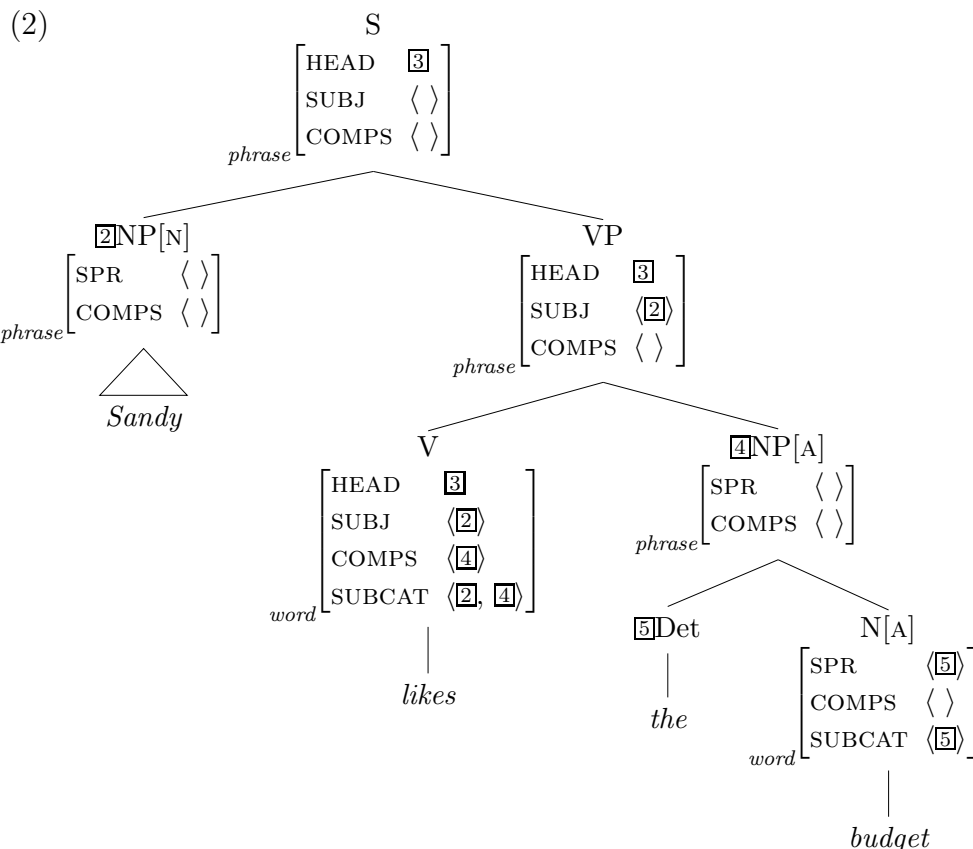 (2)
S
HEAD 3
SUBJ ⟨ ⟩
COMPS ⟨ ⟩
phrase
2NP[N]
SPR ⟨ ⟩
COMPS ⟨ ⟩
phrase
Sandy
VP
HEAD 3
SUBJ ⟨2⟩
COMPS ⟨ ⟩
phrase
V
HEAD 3
SUBJ ⟨2⟩
COMPS ⟨4⟩
SUBCAT ⟨2, 4⟩
word
likes
4NP[A]
SPR ⟨ ⟩
COMPS ⟨ ⟩
phrase
5Det
the
N[A]
SPR ⟨5⟩
COMPS ⟨ ⟩
SUBCAT ⟨5⟩
word
budget